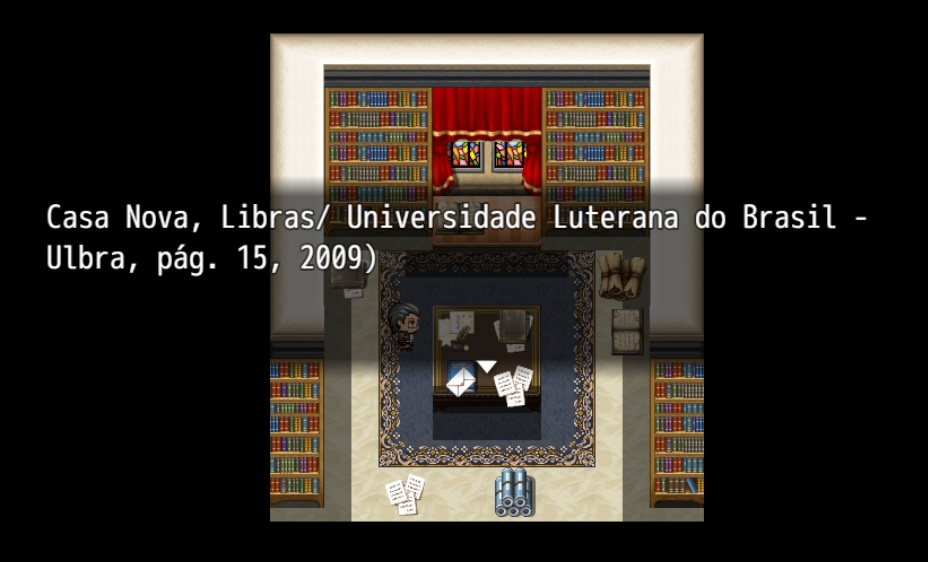 Casa Nova, Libras/ Universidade Luterana do Brasil -
Ulbra, pág. 15, 2009)